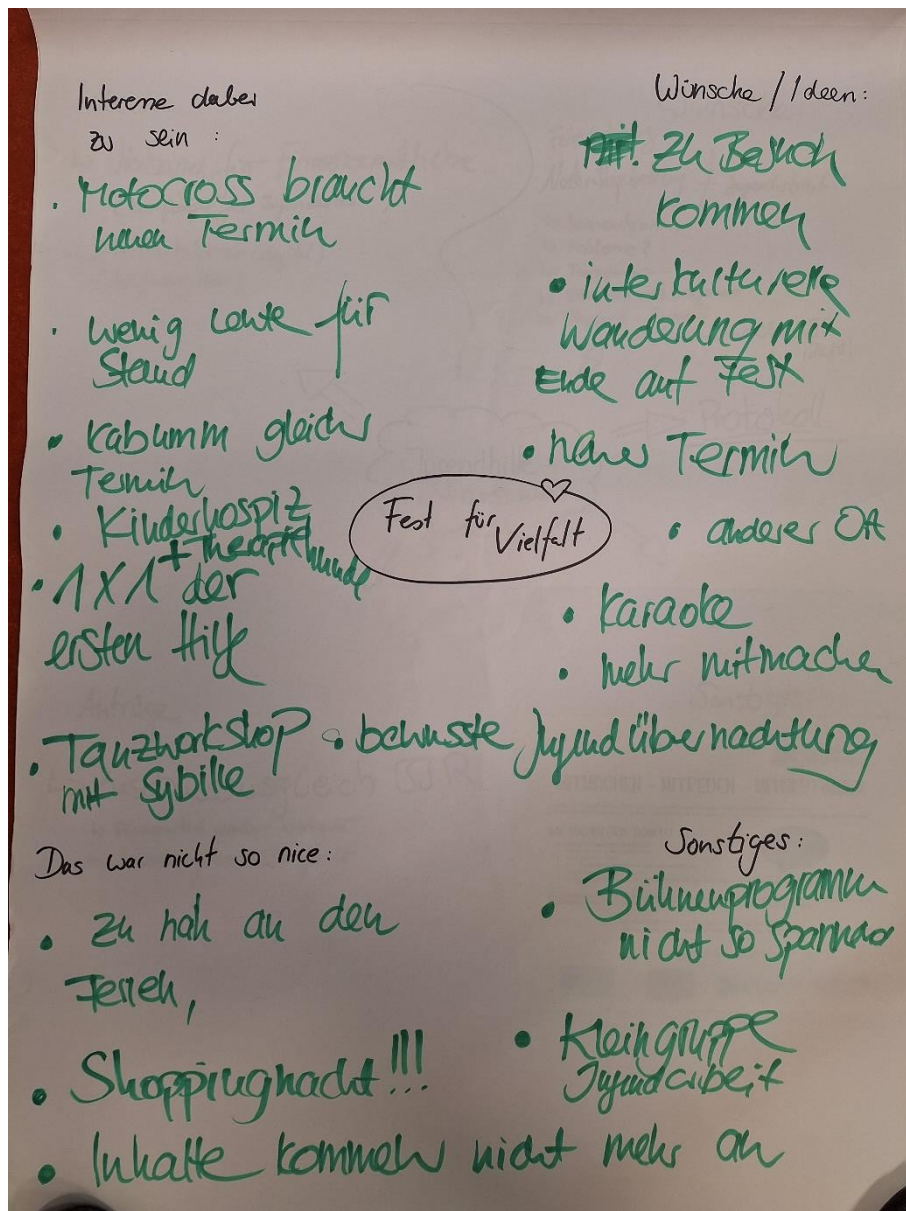 Interesse dabei
zu sein :
· Motocross braucht
neuen Termin
· wenig Leute für
Stand
• Kabumm gleicher
Termin
• Kinderhospiz
+ Therapiehunde
• 1x1 der
ersten Hilfe
• Tanzworkshop
mit Sybille
Wünsche / Ideen:
zu Besuch
kommen
• interkulturelle
Wanderung mit
Ende auf Fest
• neuer Termin
• anderer Ort
• Karaoke
• mehr mitmachen
• bewusste Jugendübernachtung
Fest für
Vielfalt
Das war nicht so nice:
• zu nah an den
Ferien,
• Shoppingnacht!!!
• Inhalte kommen nicht mehr an
Sonstiges:
• Bühnenprogramm
nicht so spannend
• Kleingruppe
Jugendarbeit